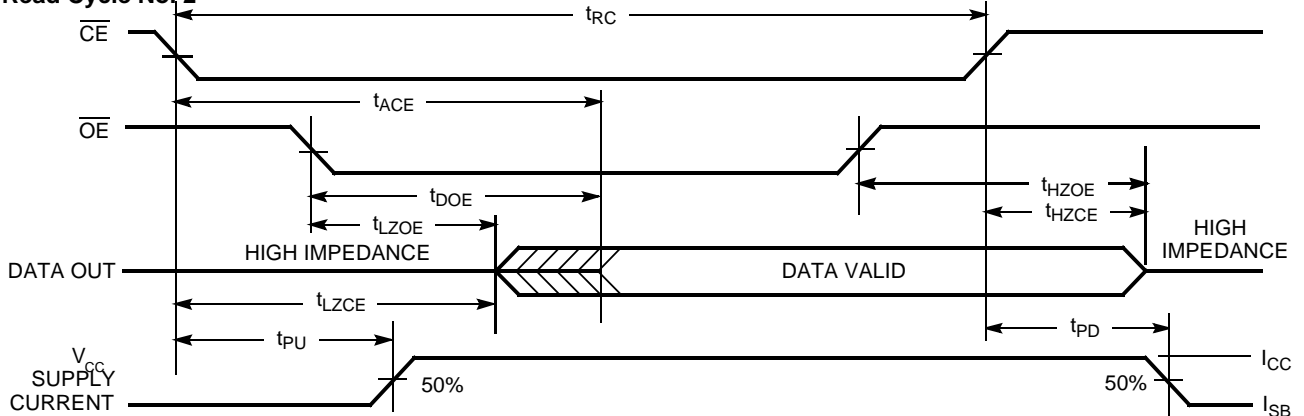 Read Cycle No. 2
tRC
CE
tACE
OE
tDOE
tHZOE
tLZOE
tHZCE
HIGH IMPEDANCE
HIGH IMPEDANCE
DATA OUT
DATA VALID
tLZCE
tPU
tPD
VCC SUPPLY CURRENT
50%
50%
ICC
ISB